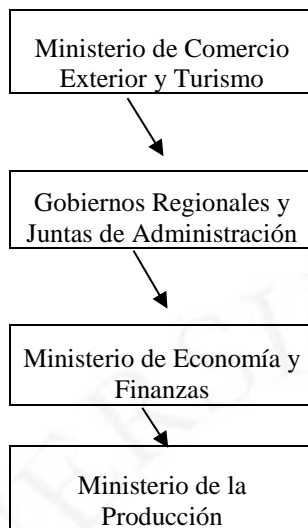 Ministerio de Comercio
Exterior y Turismo
Gobiernos Regionales y
Juntas de Administración
Ministerio de Economía y
Finanzas
Ministerio de la
Producción